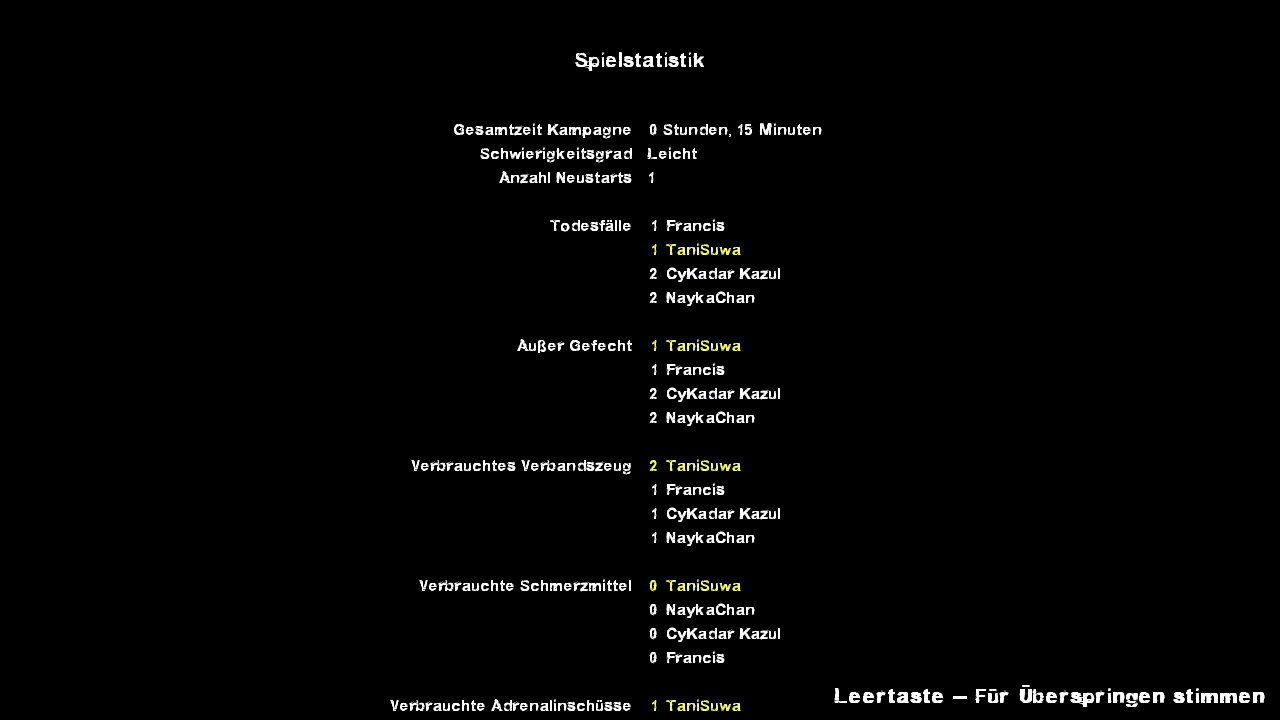 Spielstatistik
Gesamtzeit Kampagne 0 Stunden, 15 Minuten
Schwierigkeitsgrad Leicht
Anzahl Neustarts 1
Todesfälle 1 Francis
1 TaniSuwa
2 CyKadar Kazul
2 NaykaChan
Außer Gefecht 1 TaniSuwa
1 Francis
2 CyKadar Kazul
2 NaykaChan
Verbrauchtes Verbandszeug 2 TaniSuwa
1 Francis
1 CyKadar Kazul
1 NaykaChan
Verbrauchte Schmerzmittel 0 TaniSuwa
0 NaykaChan
0 CyKadar Kazul
0 Francis
Verbrauchte Adrenalinschüsse 1 TaniSuwa
Leertaste – Für Überspringen stimmen